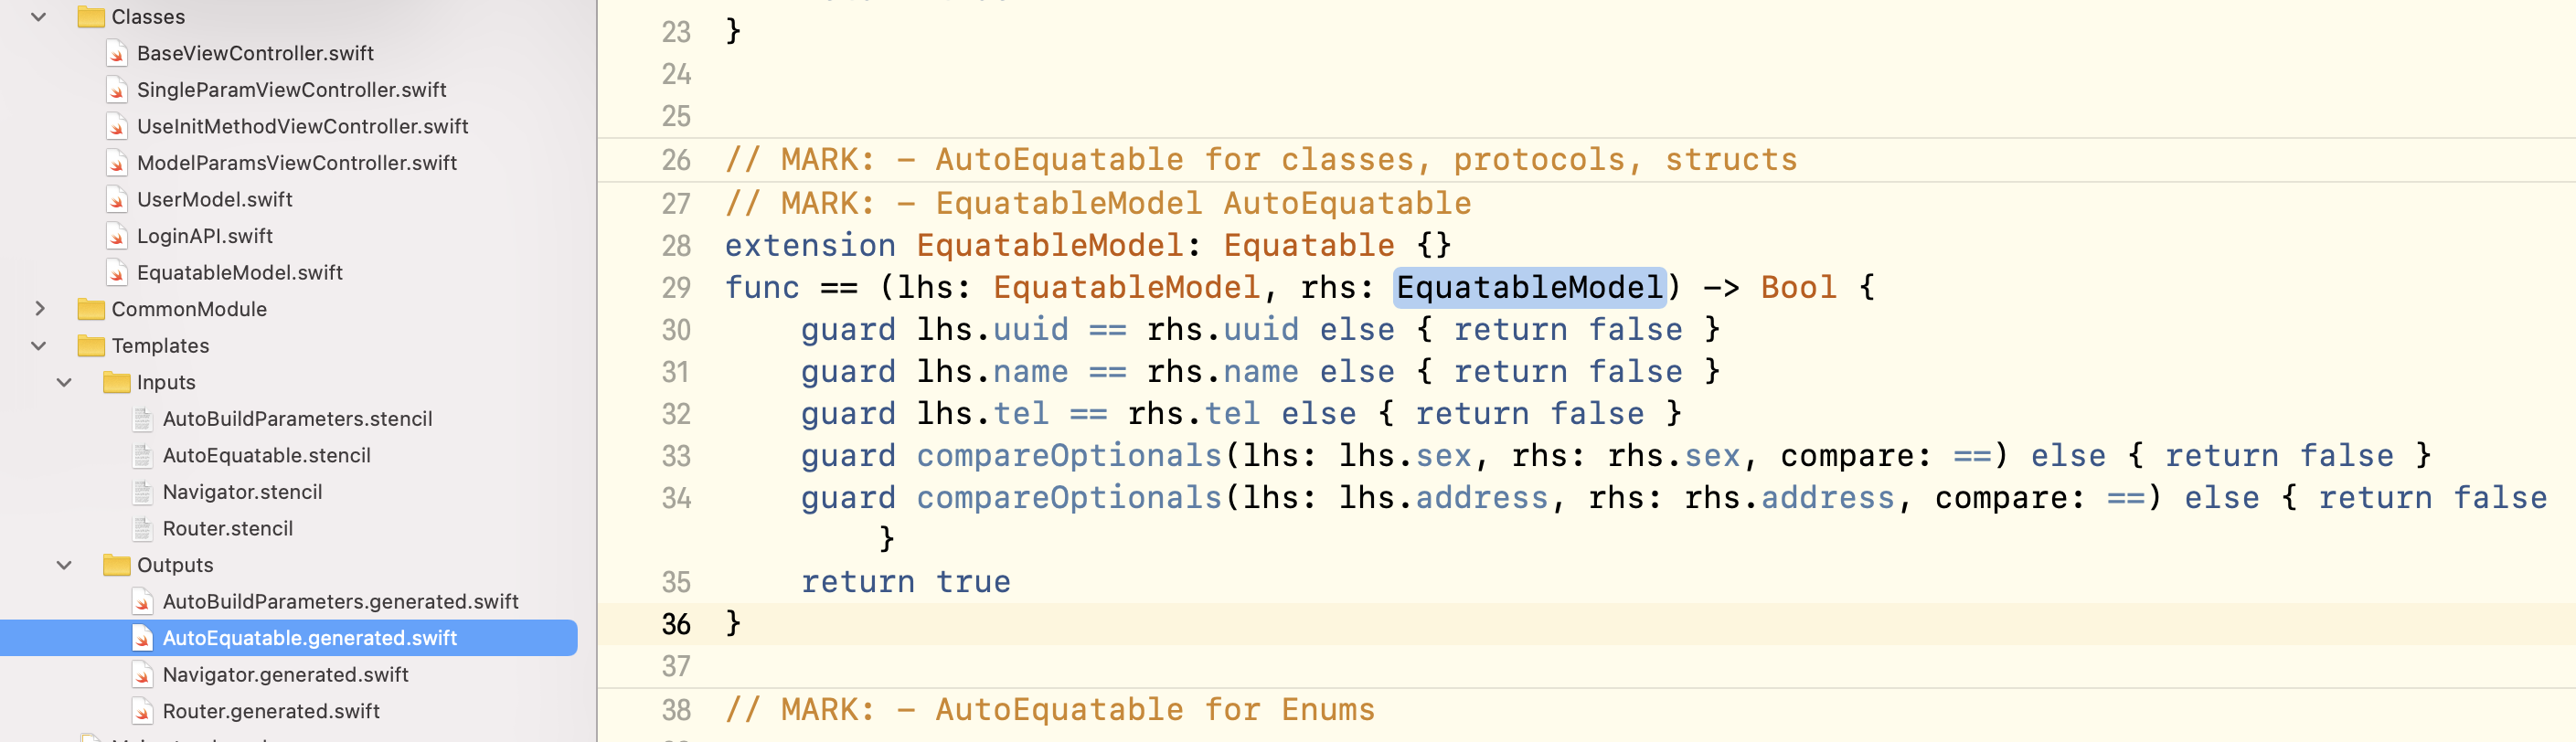 Classes
BaseViewController.swift
SingleParamViewController.swift
UseInitMethodViewController.swift
ModelParamsViewController.swift
UserModel.swift
LoginAPI.swift
EquatableModel.swift
CommonModule
Templates
Inputs
AutoBuildParameters.stencil
AutoEquatable.stencil
Navigator.stencil
Router.stencil
Outputs
AutoBuildParameters.generated.swift
AutoEquatable.generated.swift
Navigator.generated.swift
Router.generated.swift
23 }
24
25
26 // MARK: - AutoEquatable for classes, protocols, structs
27 // MARK: - EquatableModel AutoEquatable
28 extension EquatableModel: Equatable {}
29 func == (lhs: EquatableModel, rhs: EquatableModel) -> Bool {
30 guard lhs.uuid == rhs.uuid else { return false }
31 guard lhs.name == rhs.name else { return false }
32 guard lhs.tel == rhs.tel else { return false }
33 guard compareOptionals(lhs: lhs.sex, rhs: rhs.sex, compare: ==) else { return false }
34 guard compareOptionals(lhs: lhs.address, rhs: rhs.address, compare: ==) else { return false
}
35 return true
36 }
37
38 // MARK: - AutoEquatable for Enums